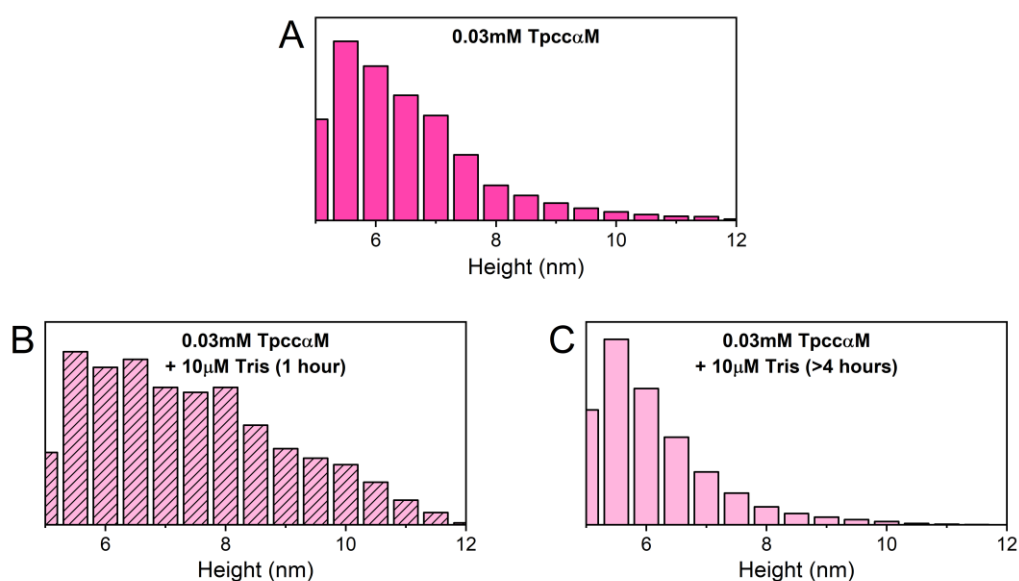 A
0.03mM TpccαM
6
8
10
12
Height (nm)
B
0.03mM TpccαM
+ 10μM Tris (1 hour)
6
8
10
12
Height (nm)
C
0.03mM TpccαM
+ 10μM Tris (>4 hours)
6
8
10
12
Height (nm)